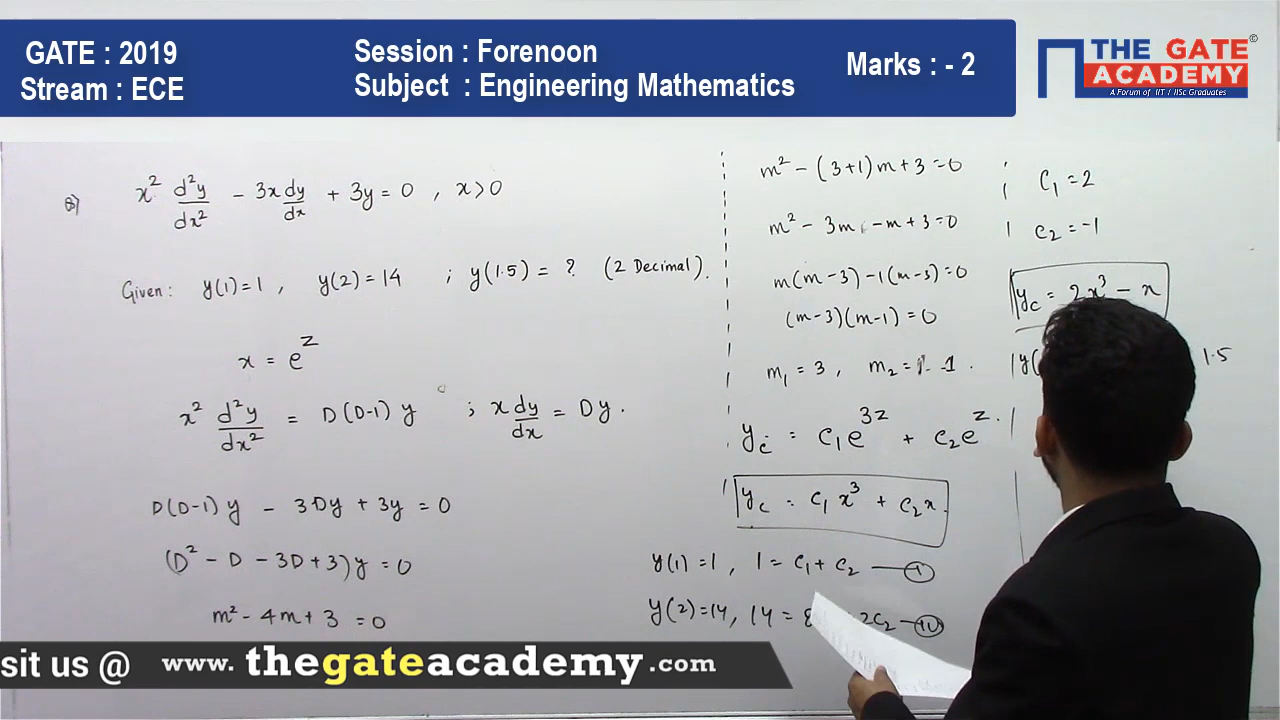 GATE : 2019
Stream : ECE
Session : Forenoon
Subject : Engineering Mathematics
Marks : - 2
THE GATE
ACADEMY
©
A Forum of IIT / IISc Graduates
x² d²y/dx² - 3x dy/dx + 3y = 0 , x > 0
Given: y(1) = 1 , y(2) = 14 ; y(1.5) = ? (2 Decimal).
x = e^z
x² d²y/dx² = D(D-1) y ; x dy/dx = Dy.
D(D-1) y - 3Dy + 3y = 0
(D² - D - 3D + 3) y = 0
m² - 4m + 3 = 0
m² - (3+1)m + 3 = 0
m² - 3m - m + 3 = 0
m(m-3) - 1(m-3) = 0
(m-3)(m-1) = 0
m₁ = 3 , m₂ = 1.
y_c = c₁e^3z + c₂e^z.
y_c = c₁x³ + c₂x.
y(1) = 1 , 1 = c₁ + c₂ — I
y(2) = 14, 14 = 2c₂ — II
c₁ = 2
c₂ = -1
y_c = 2x³ - x
y( 1.5
sit us @ www. thegateacademy .com